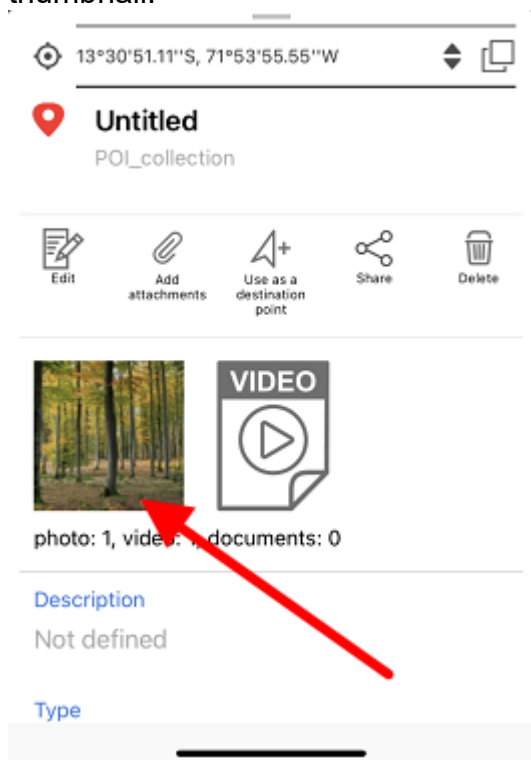 13°30'51.11''S, 71°53'55.55''W
Untitled
POI_collection
Edit
Add
attachments
Use as a
destination
point
Share
Delete
VIDEO
photo: 1, video: 1, documents: 0
Description
Not defined
Type